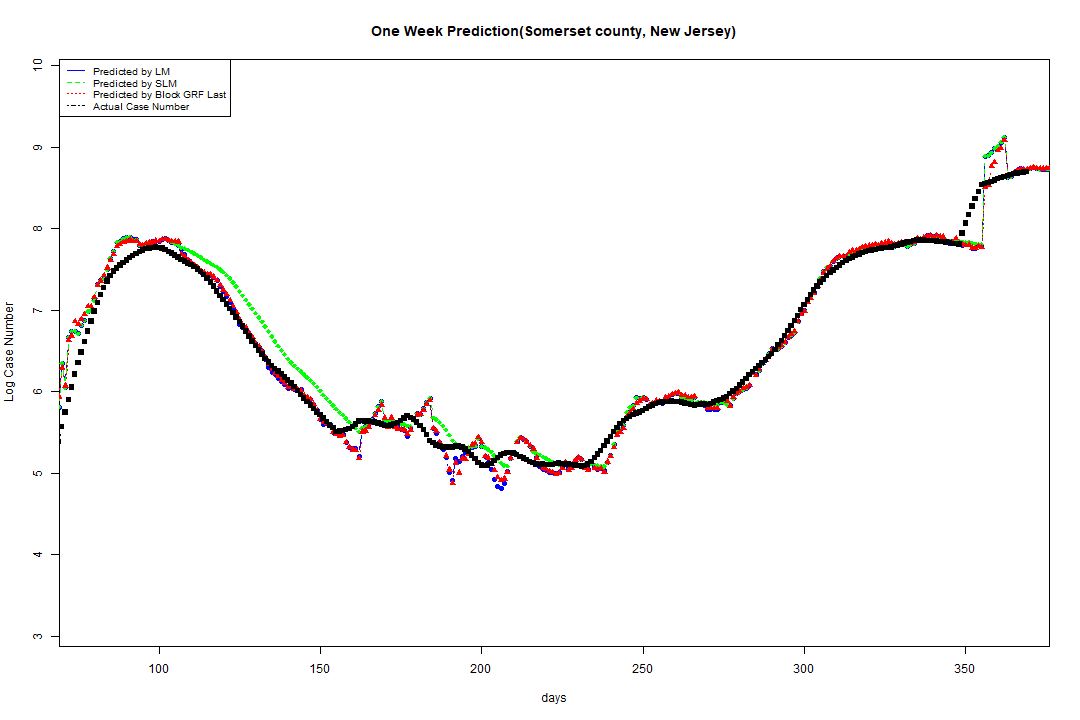 One Week Prediction(Somerset county, New Jersey)
Predicted by LM
Predicted by SLM
Predicted by Block GRF Last
Actual Case Number
10
9
8
7
6
5
4
3
Log Case Number
100 150 200 250 300 350
days